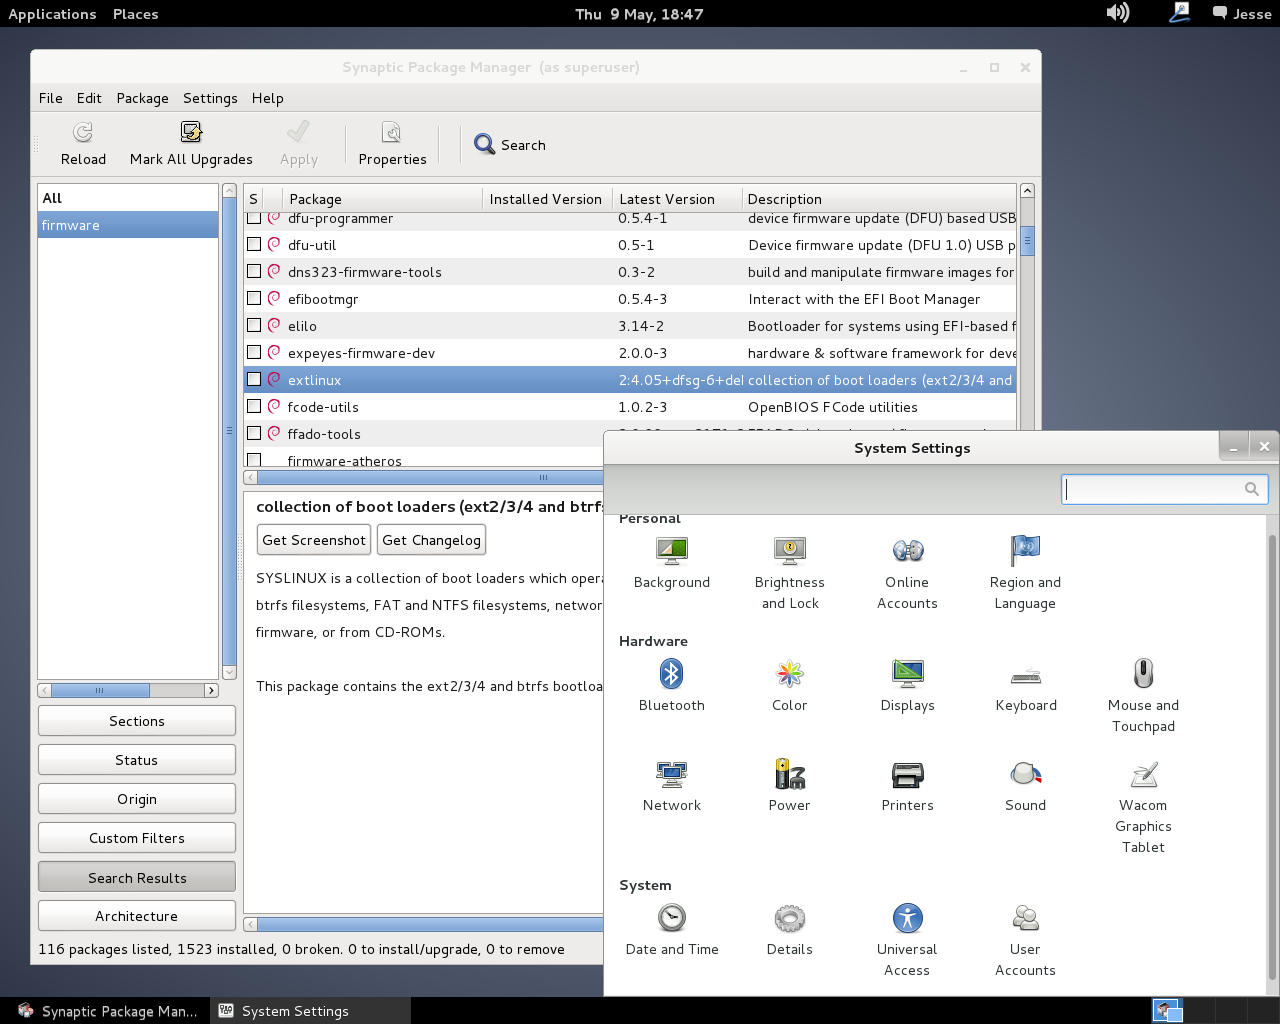 Applications Places Thu 9 May, 18:47 Jesse
Synaptic Package Manager (as superuser)
File Edit Package Settings Help
Reload Mark All Upgrades Apply Properties Search
All
firmware
S Package Installed Version Latest Version Description
dfu-programmer 0.5.4-1 device firmware update (DFU) based USB
dfu-util 0.5-1 Device firmware update (DFU 1.0) USB p
dns323-firmware-tools 0.3-2 build and manipulate firmware images for
efibootmgr 0.5.4-3 Interact with the EFI Boot Manager
elilo 3.14-2 Bootloader for systems using EFI-based f
expeyes-firmware-dev 2.0.0-3 hardware & software framework for deve
extlinux 2:4.05+dfsg-6+del collection of boot loaders (ext2/3/4 and
fcode-utils 1.0.2-3 OpenBIOS FCode utilities
ffado-tools
firmware-atheros
collection of boot loaders (ext2/3/4 and btrfs
Get Screenshot Get Changelog
SYSLINUX is a collection of boot loaders which opera
btrfs filesystems, FAT and NTFS filesystems, networ
firmware, or from CD-ROMs.
This package contains the ext2/3/4 and btrfs bootloa
Sections
Status
Origin
Custom Filters
Search Results
Architecture
116 packages listed, 1523 installed, 0 broken. 0 to install/upgrade, 0 to remove
System Settings
Personal
Background
Brightness and Lock
Online Accounts
Region and Language
Hardware
Bluetooth
Color
Displays
Keyboard
Mouse and Touchpad
Network
Power
Printers
Sound
Wacom Graphics Tablet
System
Date and Time
Details
Universal Access
User Accounts
Synaptic Package Man... System Settings